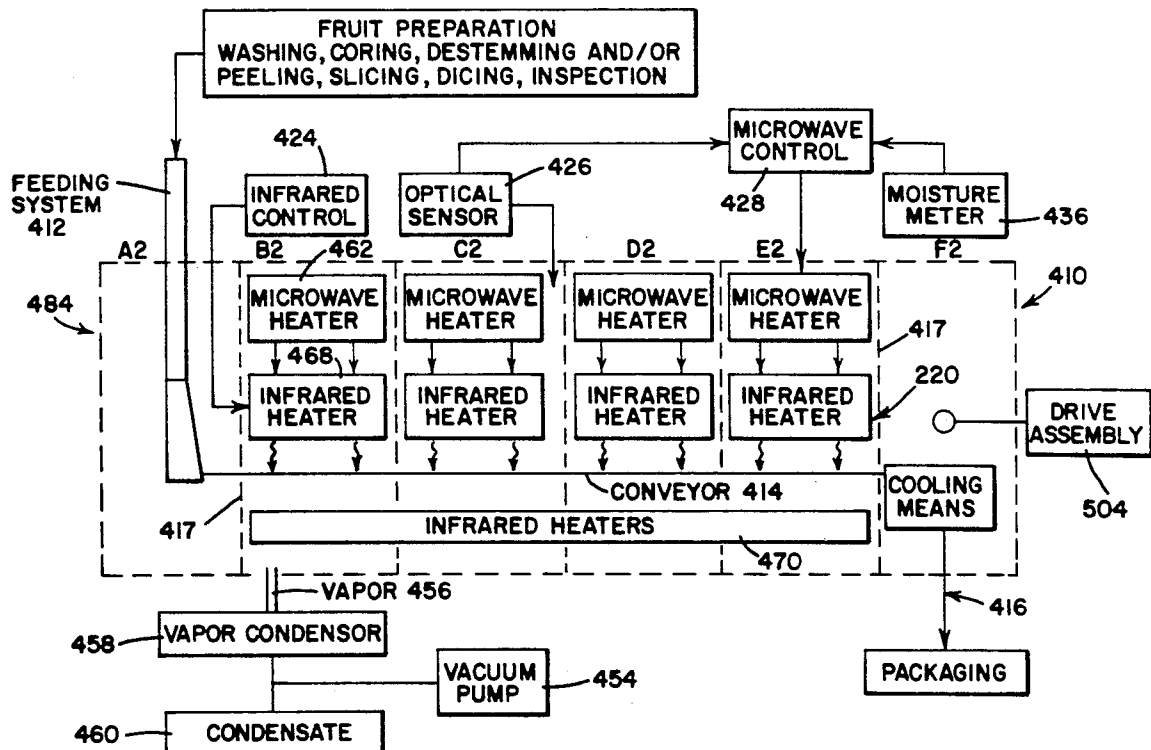 FRUIT PREPARATION
WASHING, CORING, DESTEMMING AND/OR
PEELING, SLICING, DICING, INSPECTION
424
INFRARED
CONTROL
OPTICAL
SENSOR
426
MICROWAVE
CONTROL
428
MOISTURE
METER
436
FEEDING
SYSTEM
412
A2
B2
462
C2
D2
E2
F2
410
484
MICROWAVE
HEATER
MICROWAVE
HEATER
MICROWAVE
HEATER
MICROWAVE
HEATER
417
468
INFRARED
HEATER
INFRARED
HEATER
INFRARED
HEATER
INFRARED
HEATER
220
DRIVE
ASSEMBLY
504
CONVEYOR 414
COOLING
MEANS
417
INFRARED HEATERS
470
VAPOR 456
416
458
VAPOR CONDENSOR
VACUUM
PUMP
454
PACKAGING
460
CONDENSATE